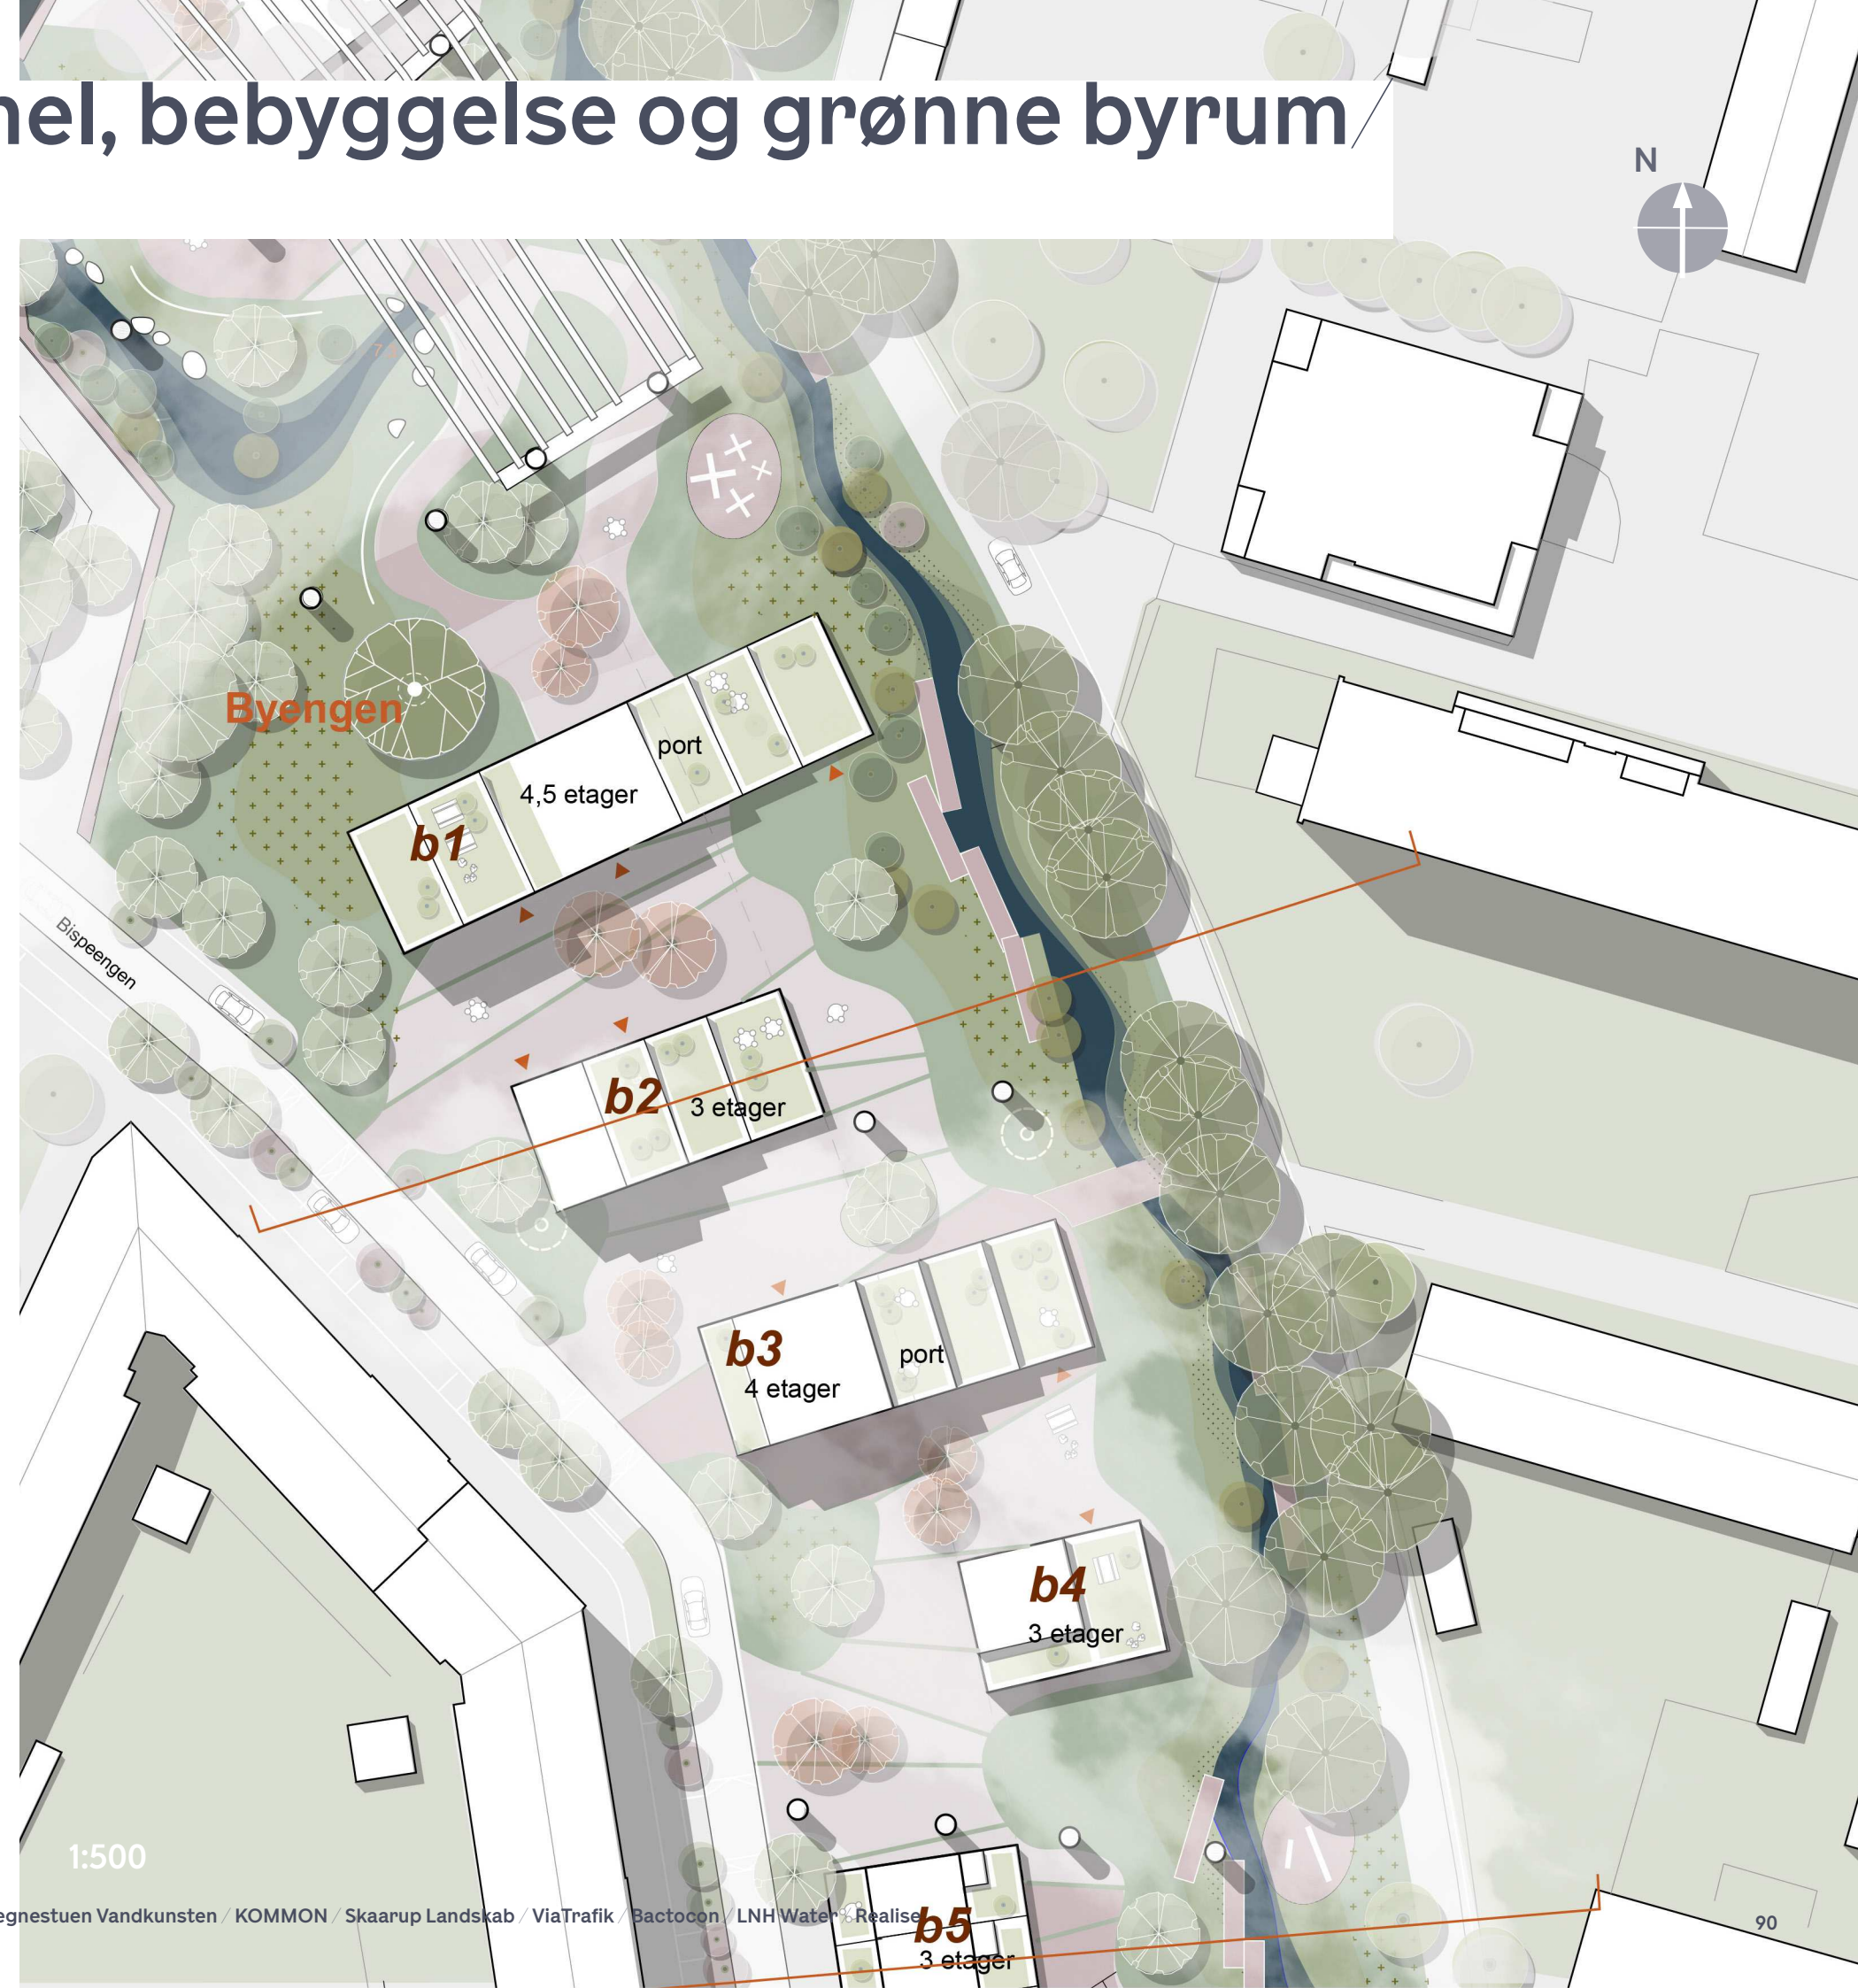 nel, bebyggelse og grønne byrum
N
Byengen
port
4,5 etager
b1
Bispeengen
b2
3 etager
b3
port
4 etager
b4
3 etager
1:500
egnestuen Vandkunsten / KOMMON / Skaarup Landskab / ViaTrafik / Bactocon / LNH Water / Realise
90
b5
3 etager